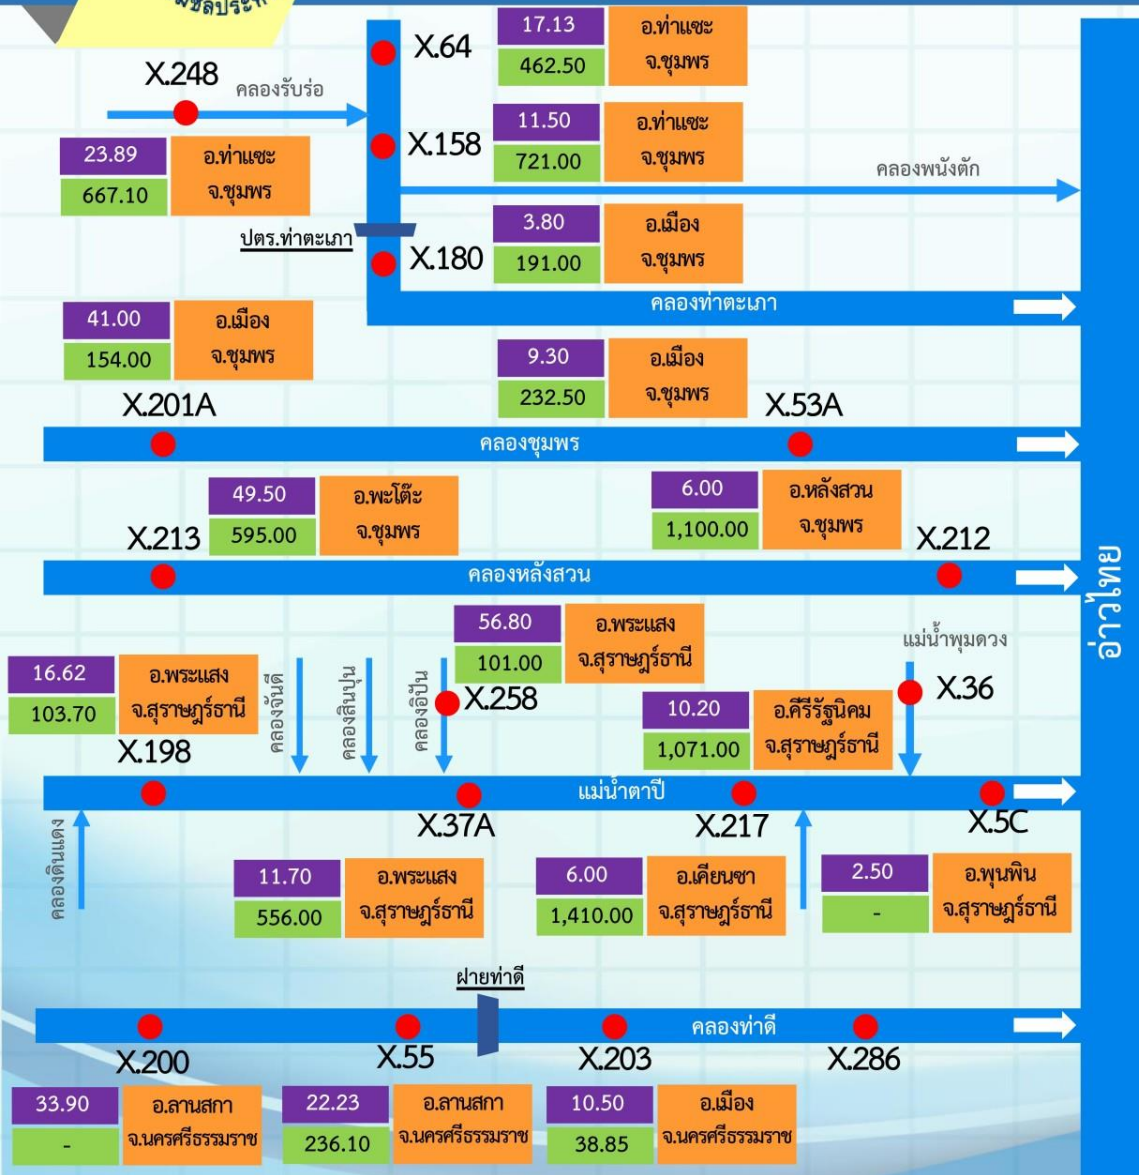 17.13
อ.ท่าแซะ
X.64
462.50
จ.ชุมพร
X.248
คลองรับร่อ
11.50
อ.ท่าแซะ
X.158
721.00
จ.ชุมพร
23.89
อ.ท่าแซะ
667.10
จ.ชุมพร
คลองพนังตัก
ปตร.ท่าตะเภา
3.80
อ.เมือง
X.180
191.00
จ.ชุมพร
คลองท่าตะเภา
41.00
อ.เมือง
154.00
จ.ชุมพร
X.201A
9.30
อ.เมือง
232.50
จ.ชุมพร
X.53A
คลองชุมพร
49.50
อ.พะโต๊ะ
X.213
595.00
จ.ชุมพร
6.00
อ.หลังสวน
1,100.00
จ.ชุมพร
X.212
คลองหลังสวน
อ่าวไทย
56.80
อ.พระแสง
101.00
จ.สุราษฎร์ธานี
X.258
แม่น้ำพุมดวง
X.36
16.62
อ.พระแสง
103.70
จ.สุราษฎร์ธานี
X.198
คลองจันดี
คลองสินปุน
คลองอิปัน
10.20
อ.คีรีรัฐนิคม
1,071.00
จ.สุราษฎร์ธานี
แม่น้ำตาปี
X.37A
X.217
X.5C
คลองดินแดง
11.70
อ.พระแสง
556.00
จ.สุราษฎร์ธานี
6.00
อ.เคียนซา
1,410.00
จ.สุราษฎร์ธานี
2.50
อ.พุนพิน
-
จ.สุราษฎร์ธานี
ฝายท่าดี
คลองท่าดี
X.200
X.55
X.203
X.286
33.90
อ.ลานสกา
-
จ.นครศรีธรรมราช
22.23
อ.ลานสกา
236.10
จ.นครศรีธรรมราช
10.50
อ.เมือง
38.85
จ.นครศรีธรรมราช